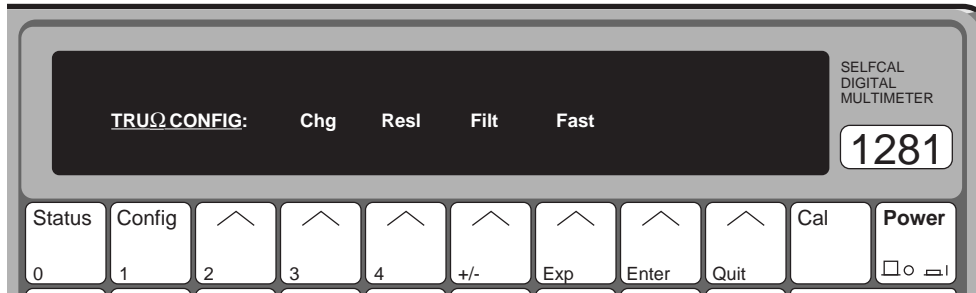 SELFCAL
DIGITAL
MULTIMETER
TRUΩ CONFIG: Chg Resl Filt Fast
1281
Status Config Cal Power
0 1 2 3 4 +/- Exp Enter Quit